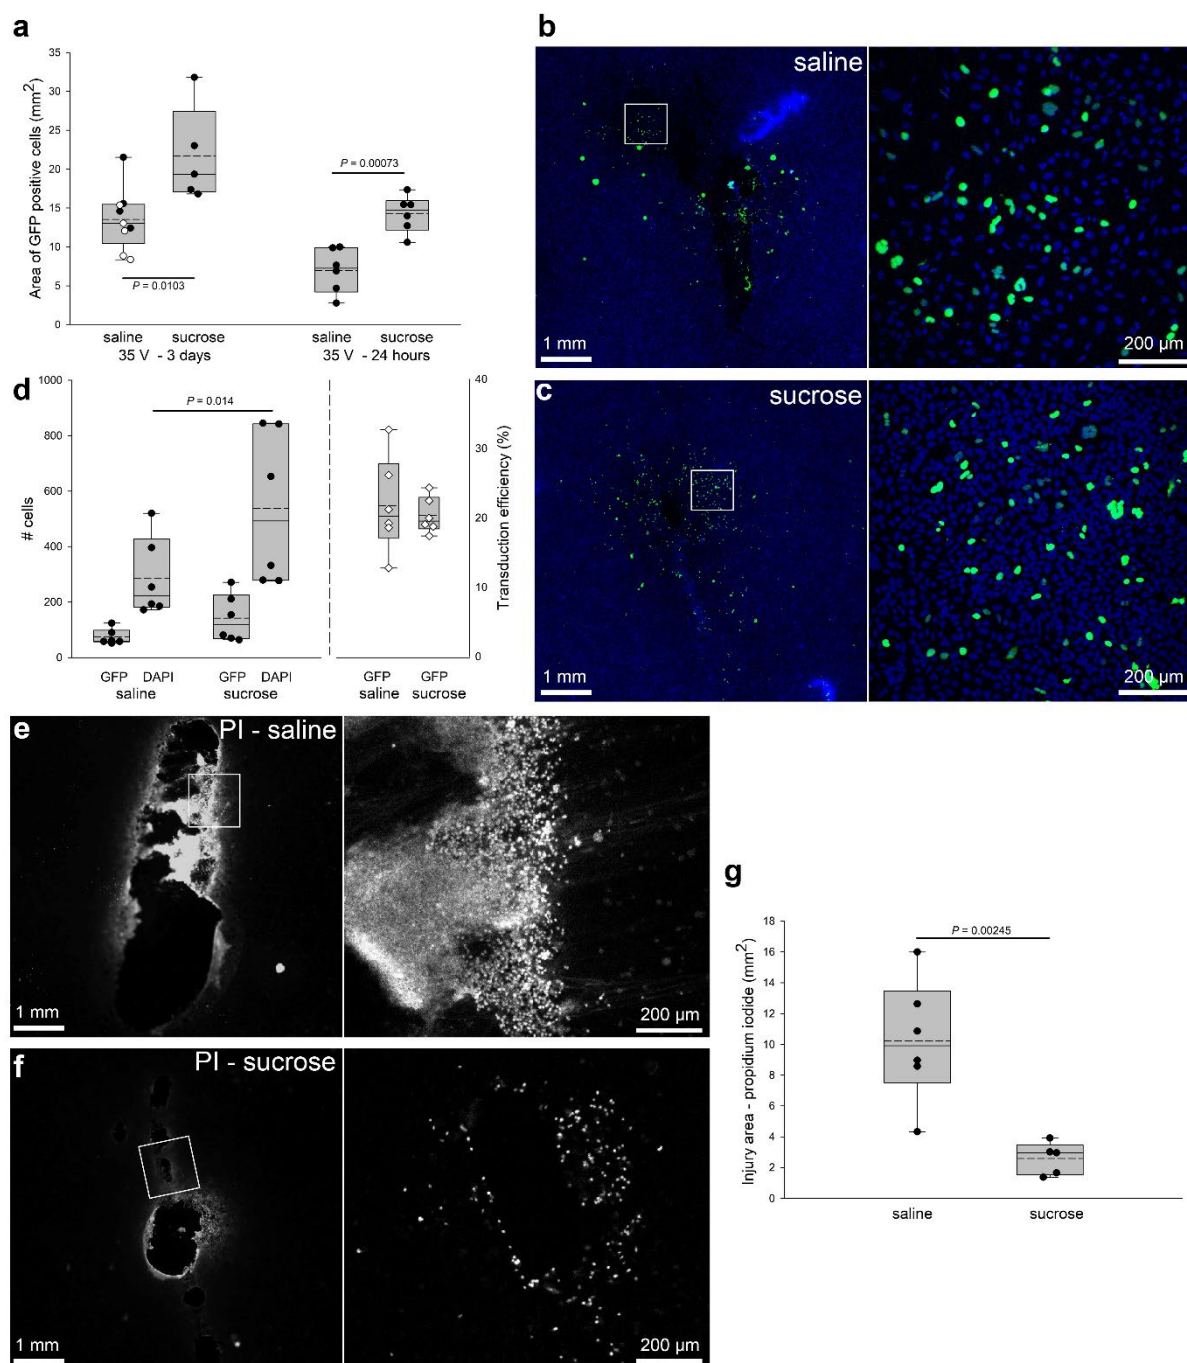 a
Area of GFP positive cells (mm2)
35
30
25
20
15
10
5
0
P = 0.0103
P = 0.00073
saline
sucrose
saline
sucrose
35 V - 3 days
35 V - 24 hours
b
saline
1 mm
200 µm
c
sucrose
1 mm
200 µm
d
# cells
1000
800
600
400
200
0
P = 0.014
GFP DAPI
saline
GFP DAPI
sucrose
GFP
saline
GFP
sucrose
40
30
20
10
0
Transduction efficiency (%)
e
PI - saline
1 mm
200 µm
f
PI - sucrose
1 mm
200 µm
g
Injury area - propidium iodide (mm2)
18
16
14
12
10
8
6
4
2
0
P = 0.00245
saline
sucrose